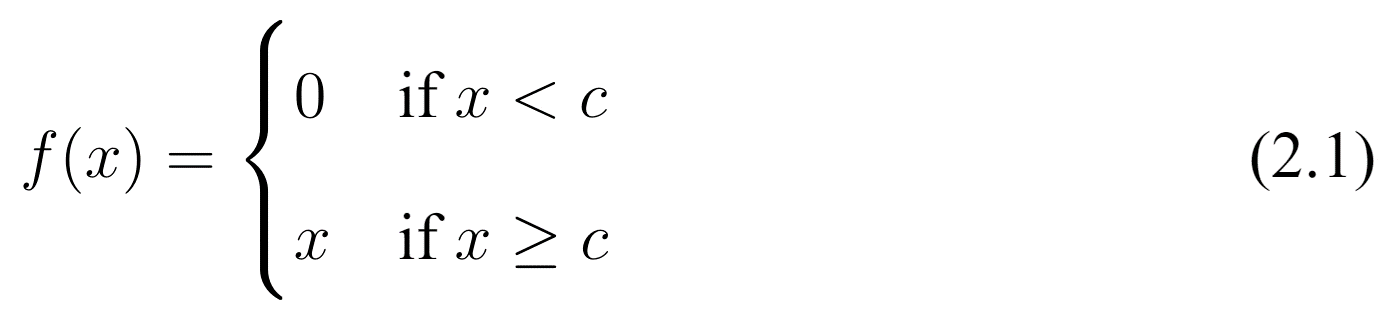 0 if x < c
f(x) = { (2.1)
x if x ≥ c